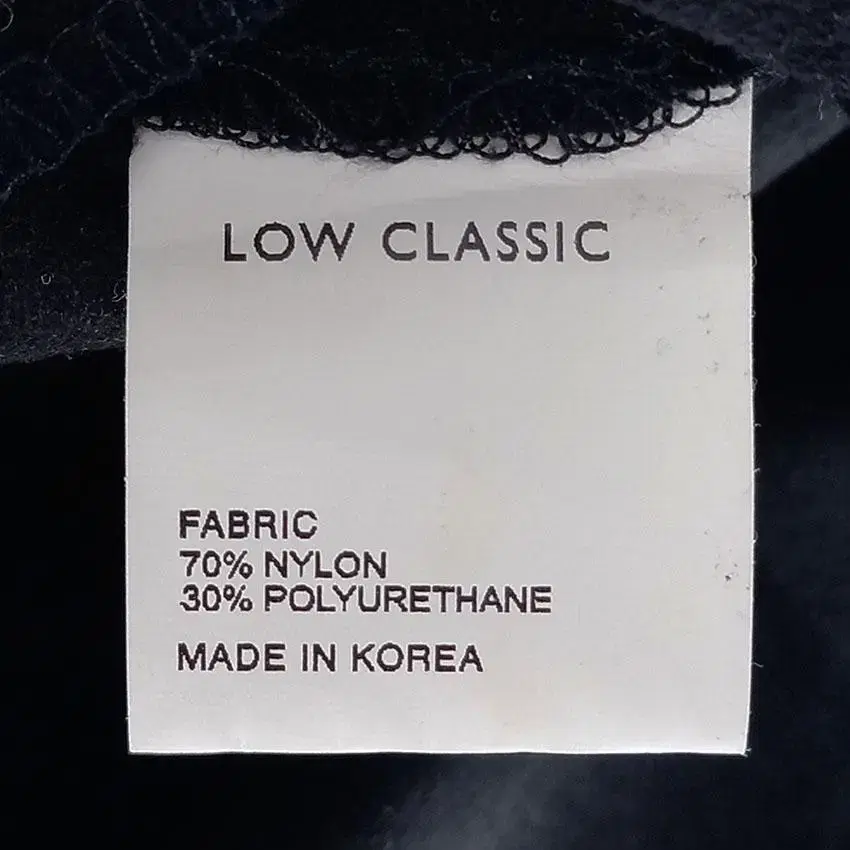 LOW CLASSIC
FABRIC
70% NYLON
30% POLYURETHANE
MADE IN KOREA